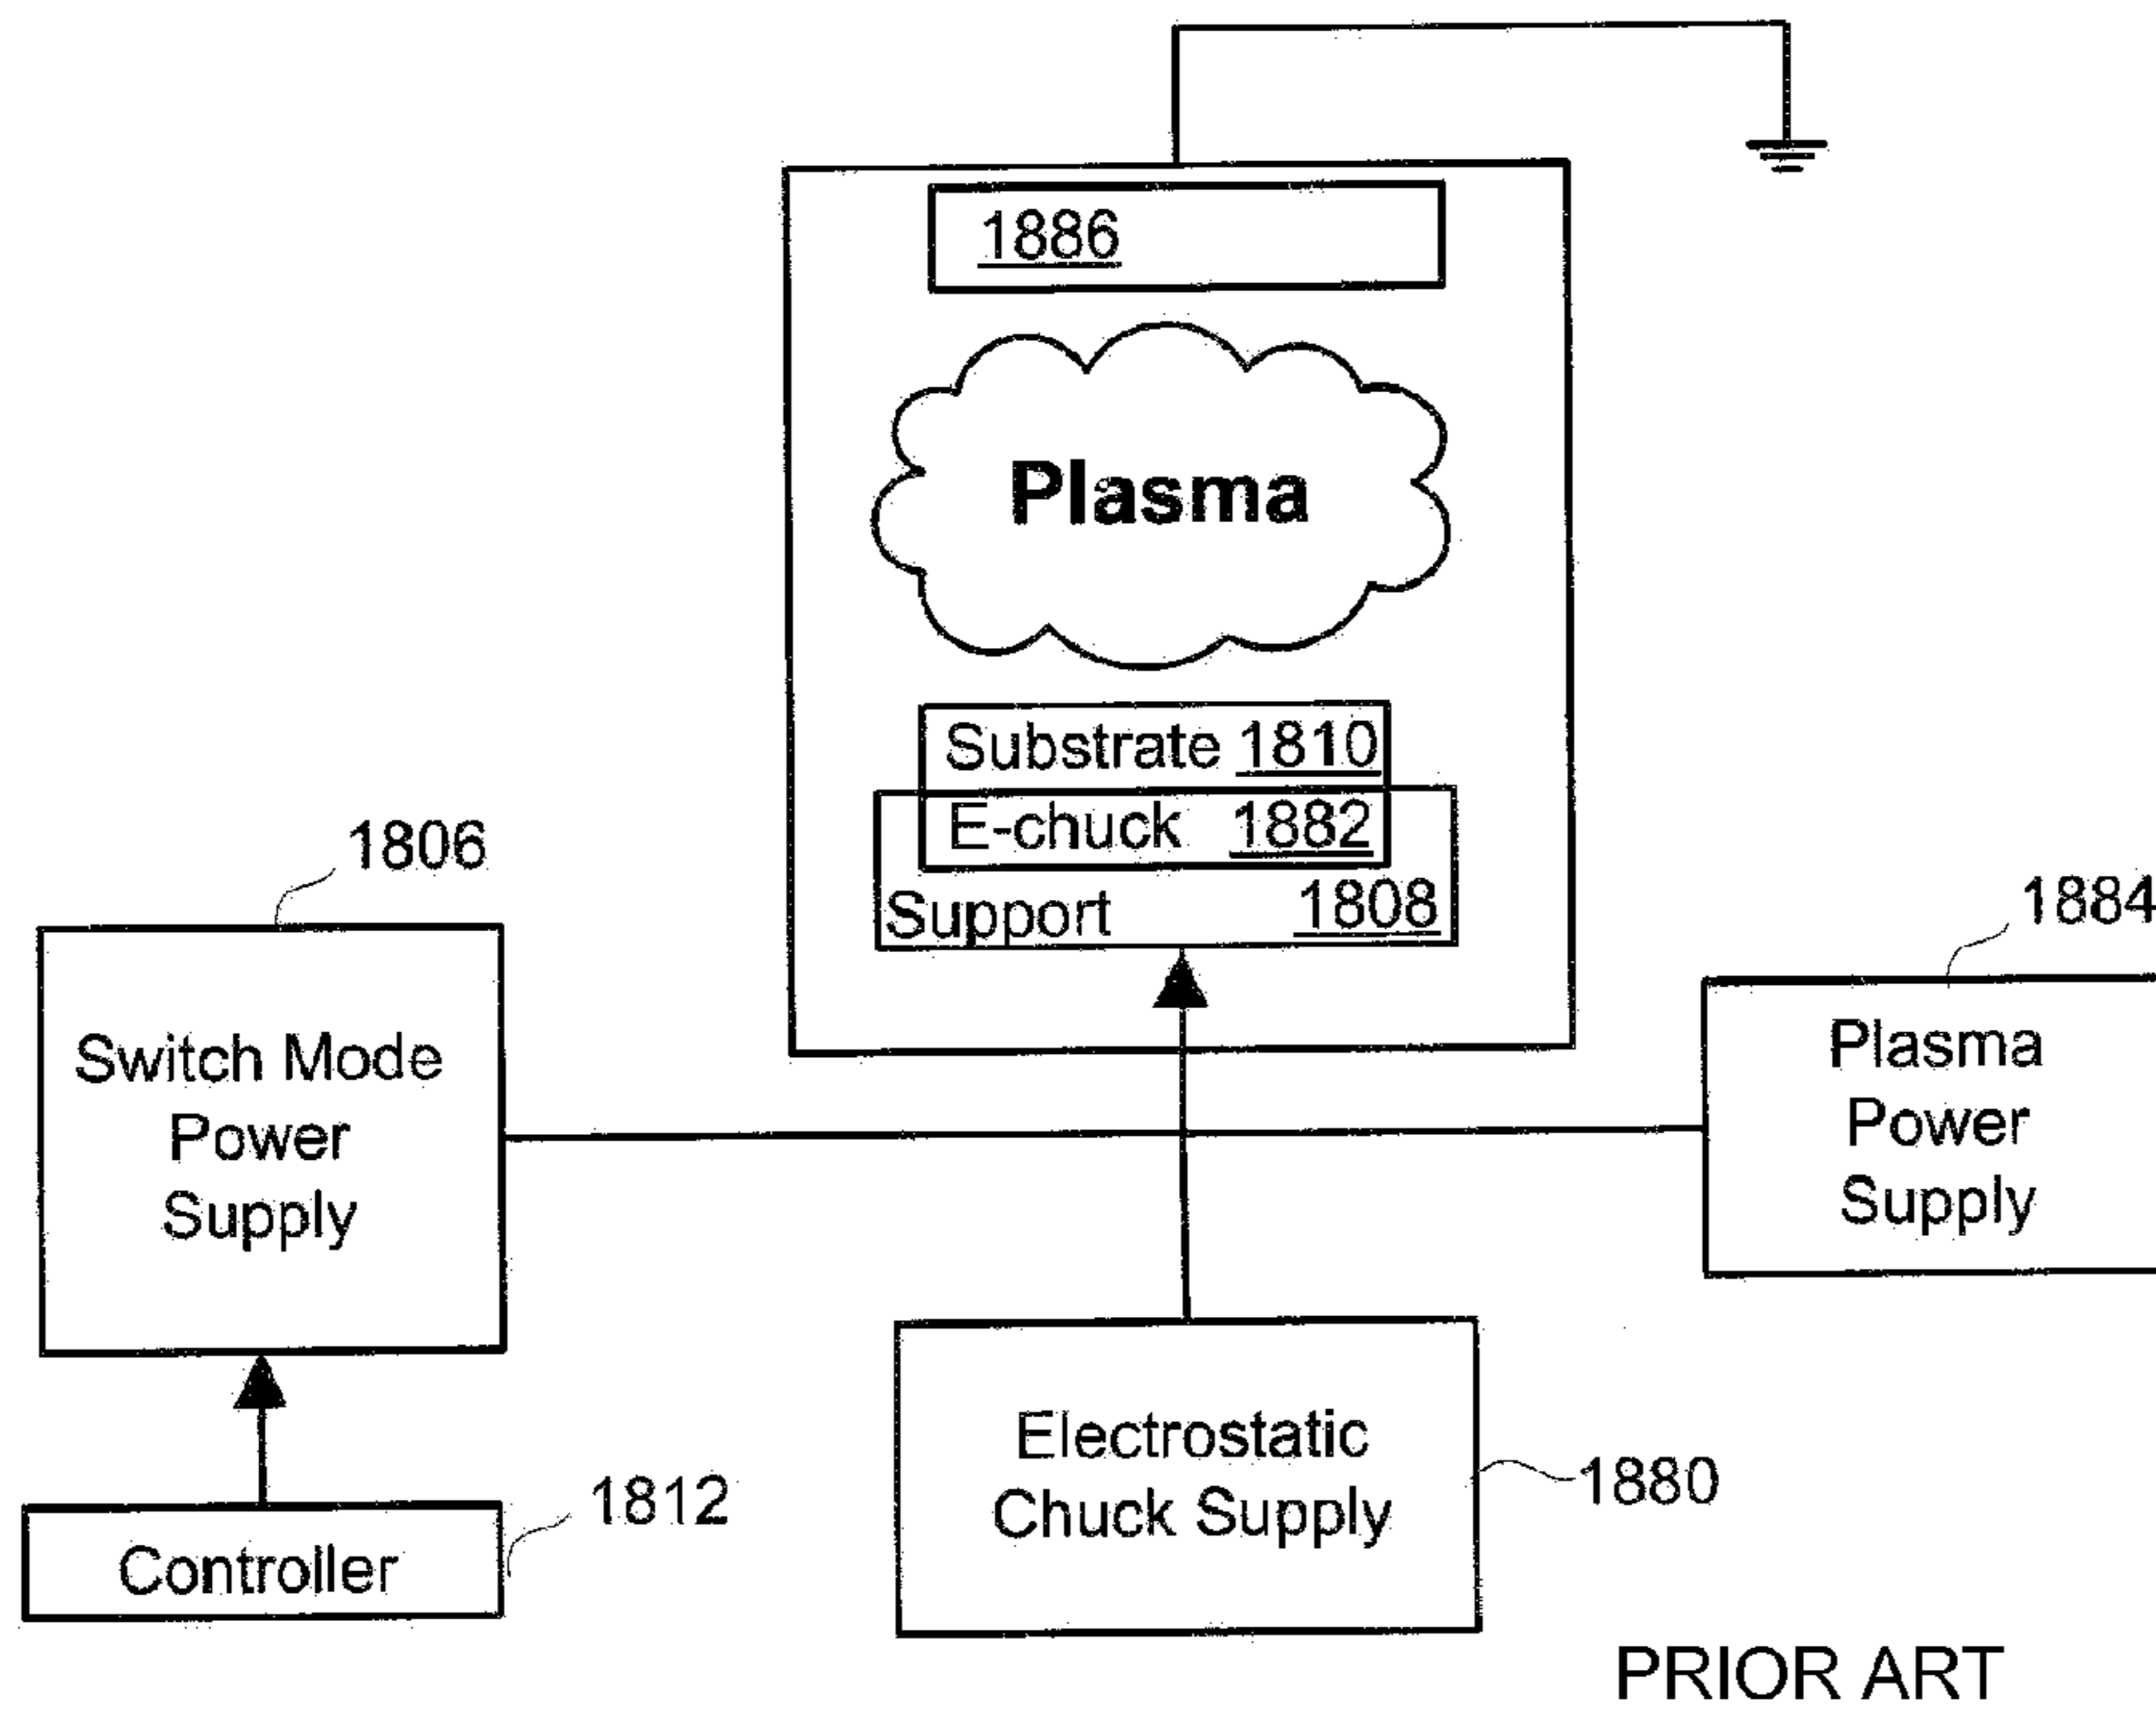 1886
Plasma
Substrate 1810
E-chuck 1882
Support 1808
1806
Switch Mode
Power
Supply
1884
Plasma
Power
Supply
1812
Controller
Electrostatic
Chuck Supply
1880
PRIOR ART